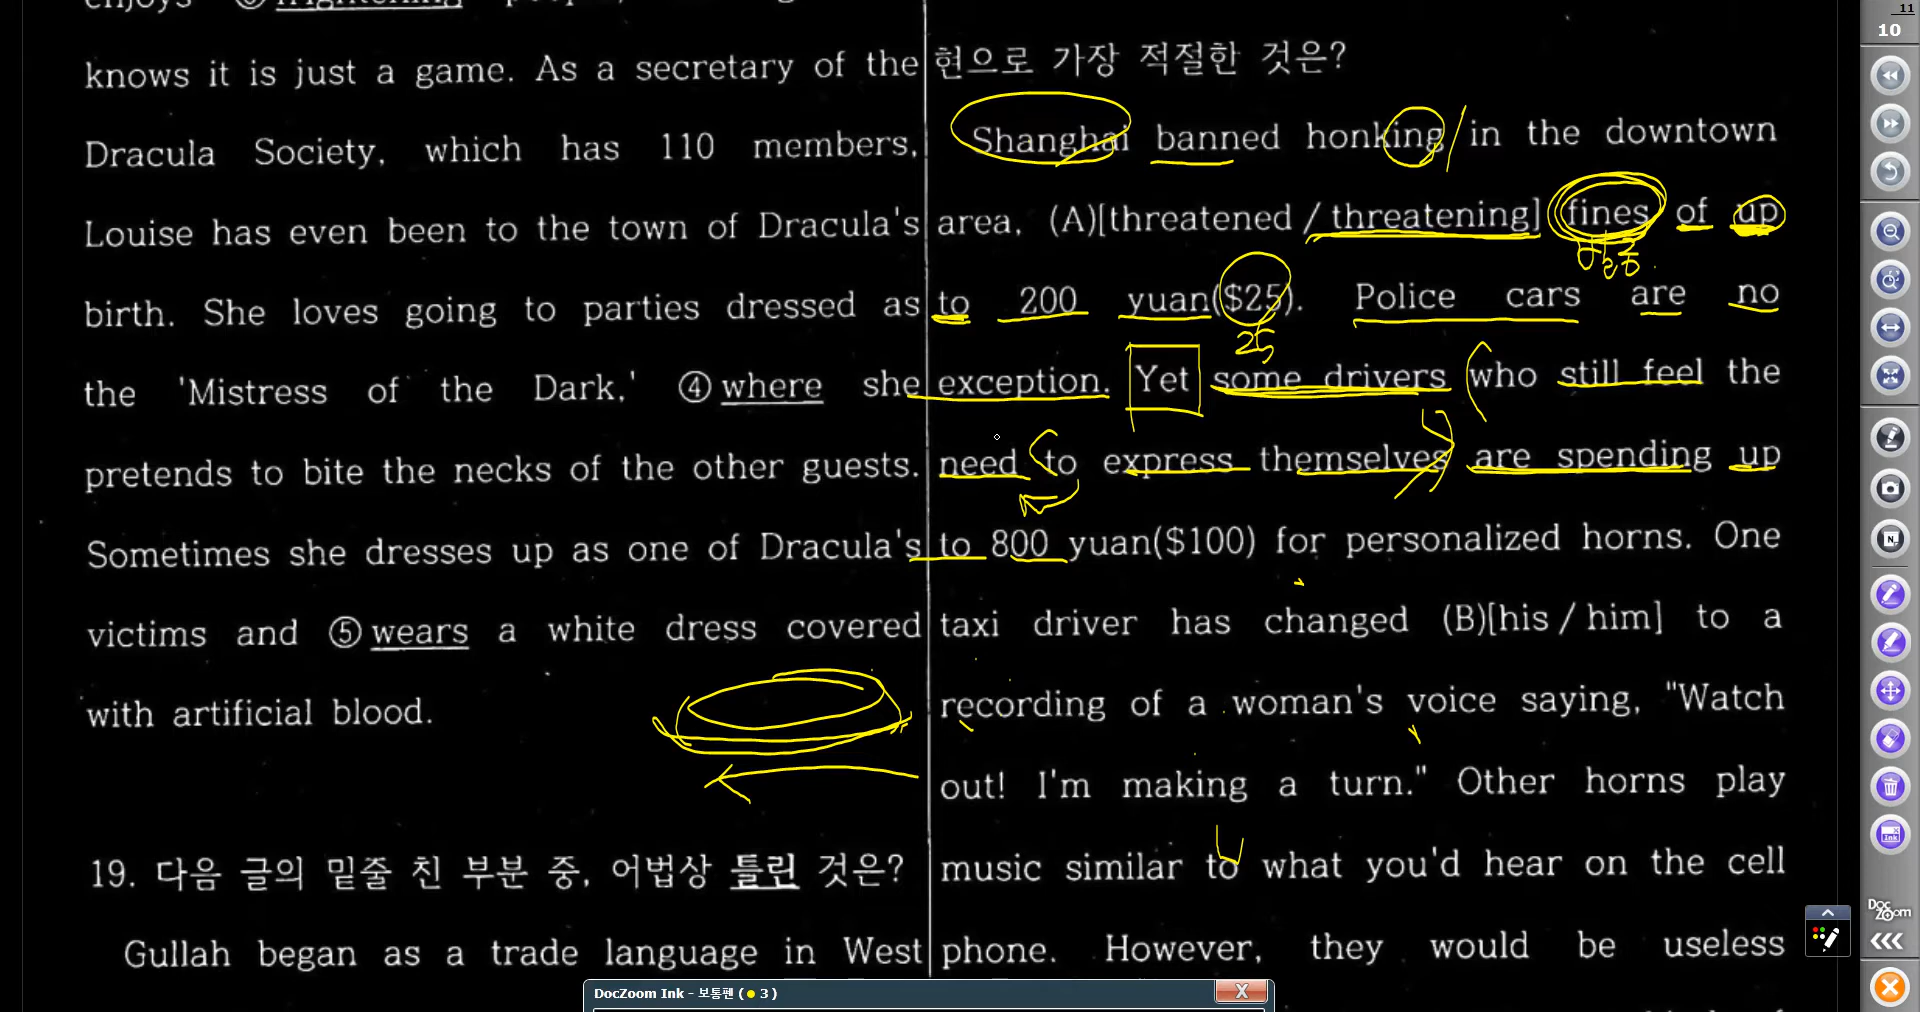 knows it is just a game. As a secretary of the
Dracula Society, which has 110 members,
Louise has even been to the town of Dracula's
birth. She loves going to parties dressed as
the 'Mistress of the Dark,' ④ where she
pretends to bite the necks of the other guests.
Sometimes she dresses up as one of Dracula's
victims and ⑤ wears a white dress covered
with artificial blood.
19. 다음 글의 밑줄 친 부분 중, 어법상 틀린 것은?
Gullah began as a trade language in West
현으로 가장 적절한 것은?
Shanghai banned honking in the downtown
area, (A)[threatened / threatening] fines of up
to 200 yuan($25). Police cars are no
25
exception. Yet some drivers who still feel the
need to express themselves are spending up
to 800 yuan($100) for personalized horns. One
taxi driver has changed (B)[his / him] to a
recording of a woman's voice saying, "Watch
out! I'm making a turn." Other horns play
music similar to what you'd hear on the cell
phone. However, they would be useless
DocZoom Ink - 보통펜 ( 3 )
X
11
10
N
Ink
Doc
Zoom